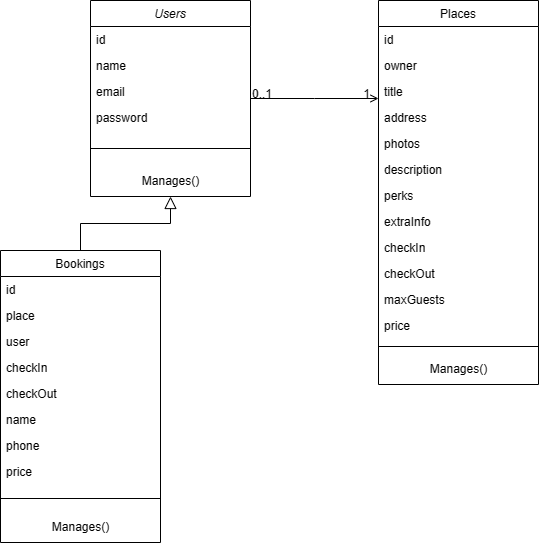 Users
id
name
email
password
Manages()
0..1
1
Places
id
owner
title
address
photos
description
perks
extraInfo
checkIn
checkOut
maxGuests
price
Manages()
Bookings
id
place
user
checkIn
checkOut
name
phone
price
Manages()